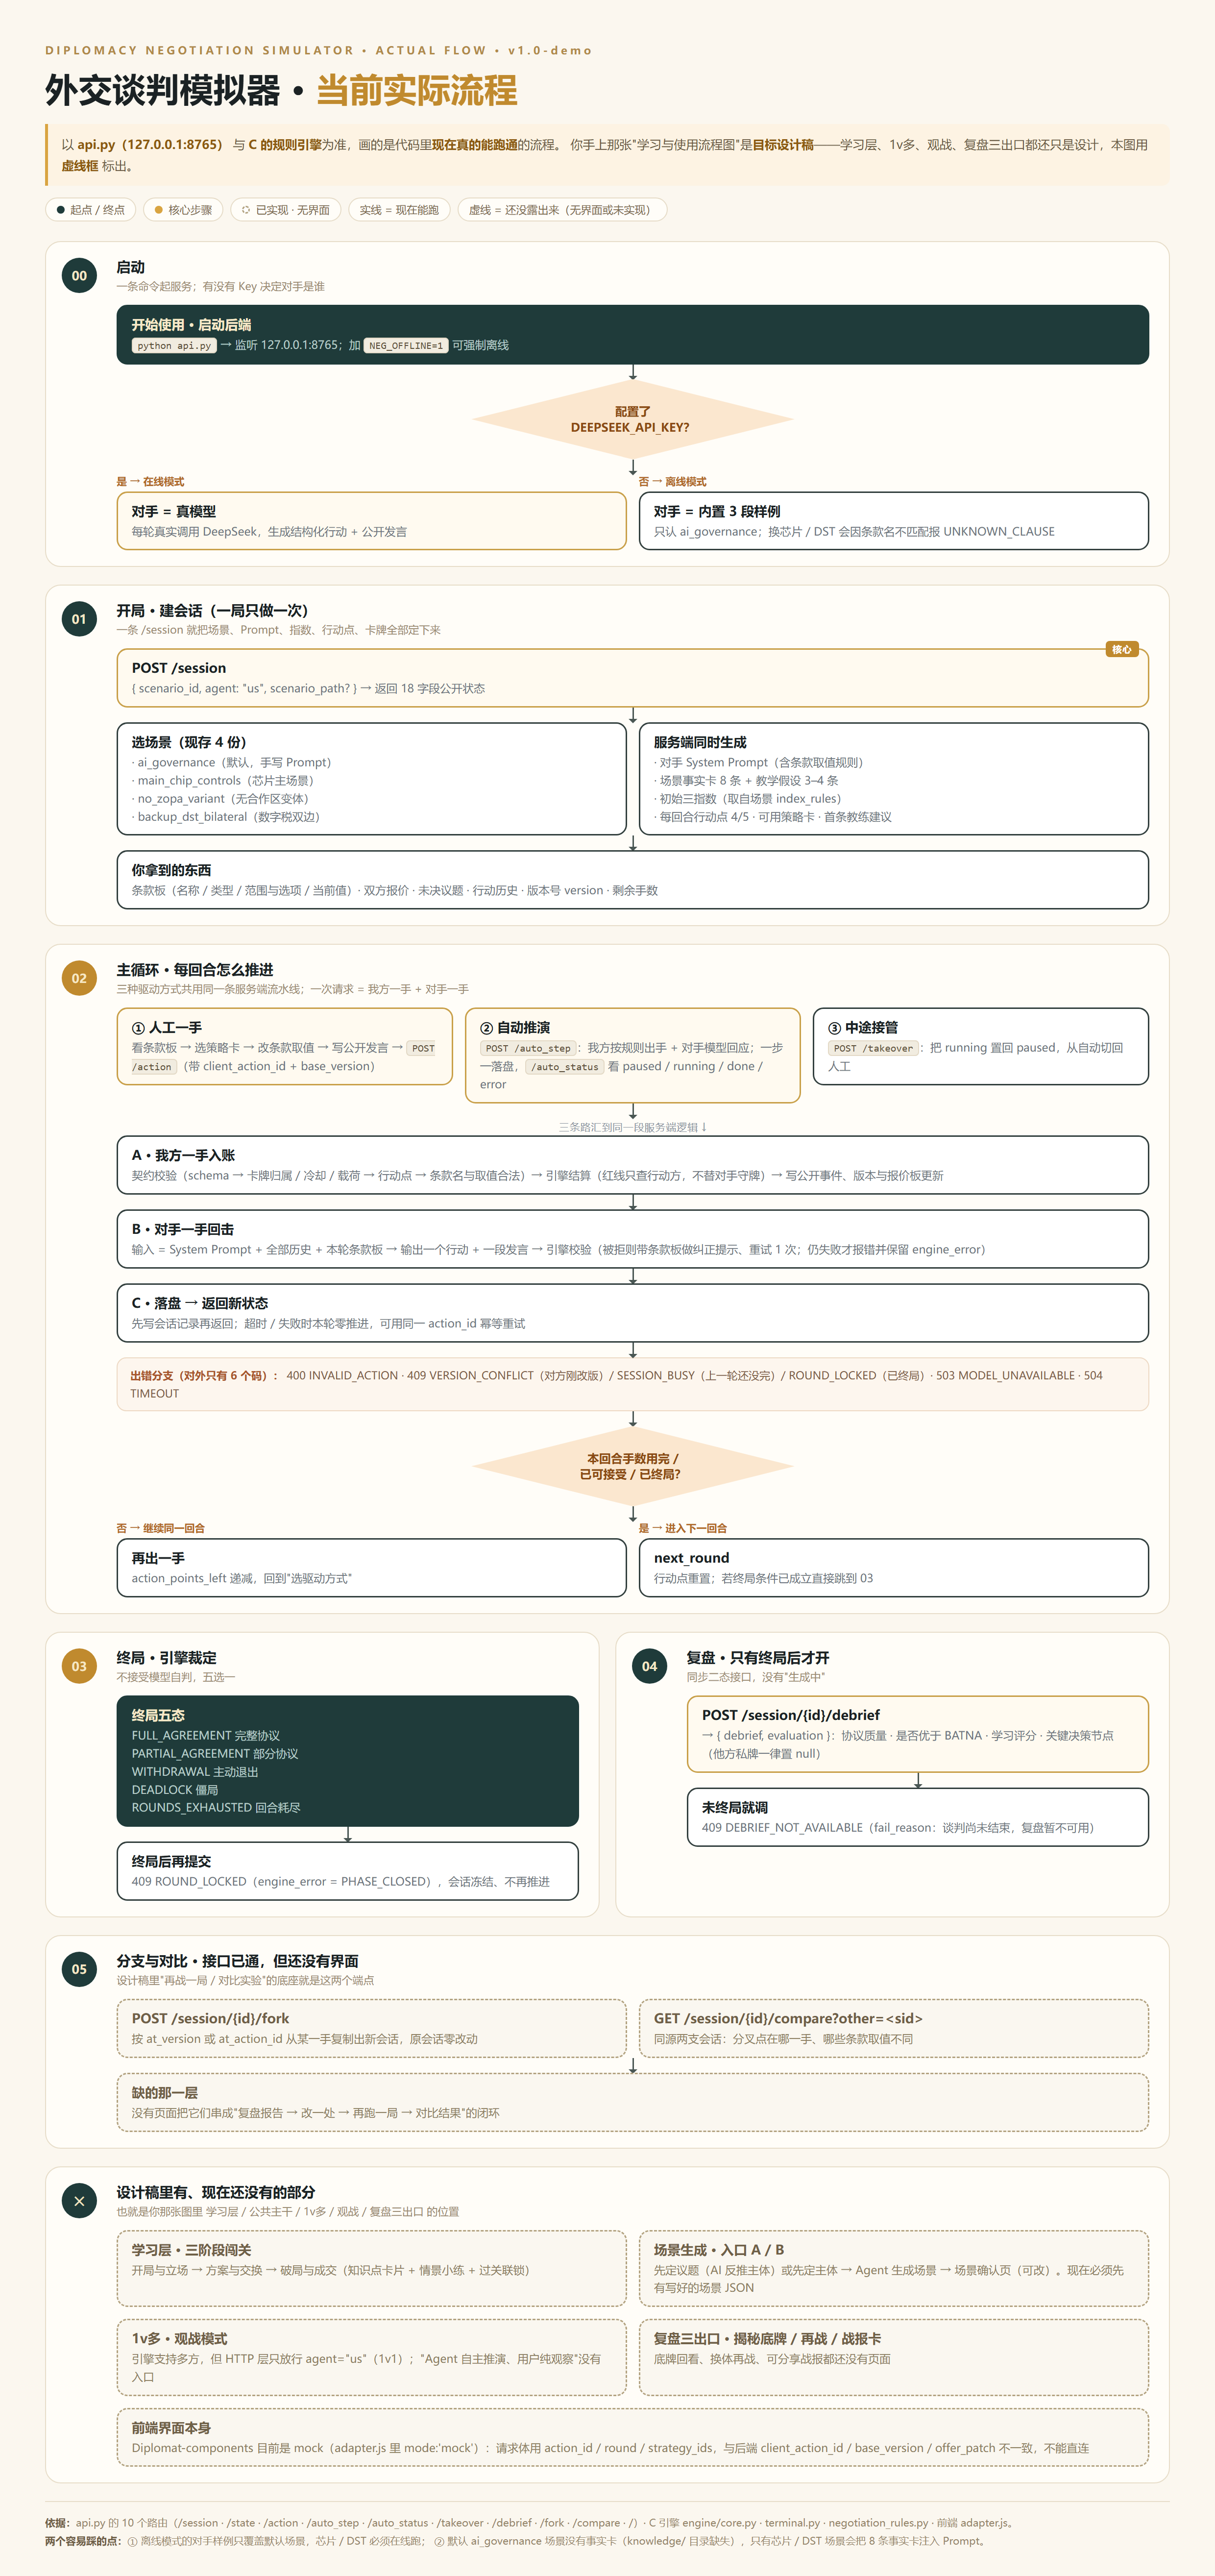 DIPLOMACY NEGOTIATION SIMULATOR • ACTUAL FLOW • v1.0-demo
外交谈判模拟器 · 当前实际流程
以 api.py（127.0.0.1:8765） 与 C 的规则引擎为准，画的是代码里现在真的能跑通的流程。 你手上那张"学习与使用流程图"是目标设计稿——学习层、1v多、观战、复盘三出口都还只是设计，本图用
虚线框 标出。
起点 / 终点
核心步骤
已实现 · 无界面
实线 = 现在能跑
虚线 = 还没露出来（无界面或未实现）
00
启动
一条命令起服务；有没有 Key 决定对手是谁
开始使用 · 启动后端
python api.py → 监听 127.0.0.1:8765；加 NEG_OFFLINE=1 可强制离线
配置了
DEEPSEEK_API_KEY?
是 → 在线模式
否 → 离线模式
对手 = 真模型
每轮真实调用 DeepSeek，生成结构化行动 + 公开发言
对手 = 内置 3 段样例
只认 ai_governance；换芯片 / DST 会因条款名不匹配报 UNKNOWN_CLAUSE
01
开局 · 建会话（一局只做一次）
一条 /session 就把场景、Prompt、指数、行动点、卡牌全部定下来
核心
POST /session
{ scenario_id, agent: "us", scenario_path? } → 返回 18 字段公开状态
选场景（现存 4 份）
· ai_governance（默认，手写 Prompt）
· main_chip_controls（芯片主场景）
· no_zopa_variant（无合作区变体）
· backup_dst_bilateral（数字税双边）
服务端同时生成
· 对手 System Prompt（含条款取值规则）
· 场景事实卡 8 条 + 教学假设 3–4 条
· 初始三指数（取自场景 index_rules）
· 每回合行动点 4/5 · 可用策略卡 · 首条教练建议
你拿到的东西
条款板（名称 / 类型 / 范围与选项 / 当前值）· 双方报价 · 未决议题 · 行动历史 · 版本号 version · 剩余手数
02
主循环 · 每回合怎么推进
三种驱动方式共用同一条服务端流水线；一次请求 = 我方一手 + 对手一手
① 人工一手
看条款板 → 选策略卡 → 改条款取值 → 写公开发言 → POST
/action （带 client_action_id + base_version）
② 自动推演
POST /auto_step ：我方按规则出手 + 对手模型回应；一步
一落盘， /auto_status 看 paused / running / done /
error
③ 中途接管
POST /takeover ：把 running 置回 paused，从自动切回
人工
三条路汇到同一段服务端逻辑 ↓
A · 我方一手入账
契约校验（schema → 卡牌归属 / 冷却 / 载荷 → 行动点 → 条款名与取值合法）→ 引擎结算（红线只查行动方，不替对手守牌）→ 写公开事件、版本与报价板更新
B · 对手一手回击
输入 = System Prompt + 全部历史 + 本轮条款板 → 输出一个行动 + 一段发言 → 引擎校验（被拒则带条款板做纠正提示、重试 1 次；仍失败才报错并保留 engine_error）
C · 落盘 → 返回新状态
先写会话记录再返回；超时 / 失败时本轮零推进，可用同一 action_id 幂等重试
出错分支（对外只有 6 个码）： 400 INVALID_ACTION · 409 VERSION_CONFLICT（对方刚改版）/ SESSION_BUSY（上一轮还没完）/ ROUND_LOCKED（已终局）· 503 MODEL_UNAVAILABLE · 504
TIMEOUT
本回合手数用完 /
已可接受 / 已终局?
否 → 继续同一回合
是 → 进入下一回合
再出一手
action_points_left 递减，回到"选驱动方式"
next_round
行动点重置；若终局条件已成立直接跳到 03
03
终局 · 引擎裁定
不接受模型自判，五选一
终局五态
FULL_AGREEMENT 完整协议
PARTIAL_AGREEMENT 部分协议
WITHDRAWAL 主动退出
DEADLOCK 僵局
ROUNDS_EXHAUSTED 回合耗尽
终局后再提交
409 ROUND_LOCKED（engine_error = PHASE_CLOSED），会话冻结、不再推进
04
复盘 · 只有终局后才开
同步二态接口，没有"生成中"
POST /session/{id}/debrief
→ { debrief, evaluation }：协议质量 · 是否优于 BATNA · 学习评分 · 关键决策节点
（他方私牌一律置 null）
未终局就调
409 DEBRIEF_NOT_AVAILABLE（fail_reason：谈判尚未结束，复盘暂不可用）
05
分支与对比 · 接口已通，但还没有界面
设计稿里"再战一局 / 对比实验"的底座就是这两个端点
POST /session/{id}/fork
按 at_version 或 at_action_id 从某一手复制出新会话，原会话零改动
GET /session/{id}/compare?other=<sid>
同源两支会话：分叉点在哪一手、哪些条款取值不同
缺的那一层
没有页面把它们串成"复盘报告 → 改一处 → 再跑一局 → 对比结果"的闭环
×
设计稿里有、现在还没有的部分
也就是你那张图里 学习层 / 公共主干 / 1v多 / 观战 / 复盘三出口 的位置
学习层 · 三阶段闯关
开局与立场 → 方案与交换 → 破局与成交（知识点卡片 + 情景小练 + 过关联锁）
场景生成 · 入口 A / B
先定议题（AI 反推主体）或先定主体 → Agent 生成场景 → 场景确认页（可改）。现在必须先
有写好的场景 JSON
1v多 · 观战模式
引擎支持多方，但 HTTP 层只放行 agent="us"（1v1）；"Agent 自主推演、用户纯观察"没有
入口
复盘三出口 · 揭秘底牌 / 再战 / 战报卡
底牌回看、换体再战、可分享战报都还没有页面
前端界面本身
Diplomat-components 目前是 mock（adapter.js 里 mode:'mock'）：请求体用 action_id / round / strategy_ids，与后端 client_action_id / base_version / offer_patch 不一致，不能直连
依据：api.py 的 10 个路由（/session · /state · /action · /auto_step · /auto_status · /takeover · /debrief · /fork · /compare · /）· C 引擎 engine/core.py · terminal.py · negotiation_rules.py · 前端 adapter.js。
两个容易踩的点：① 离线模式的对手样例只覆盖默认场景，芯片 / DST 必须在线跑； ② 默认 ai_governance 场景没有事实卡（knowledge/ 目录缺失），只有芯片 / DST 场景会把 8 条事实卡注入 Prompt。